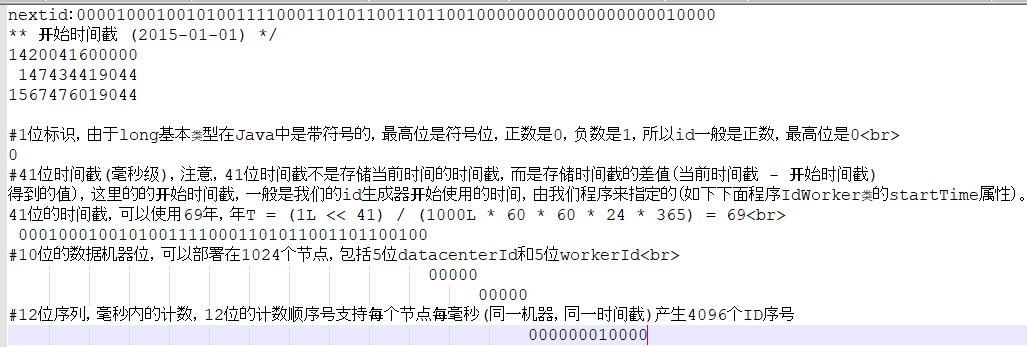 nextid:0000100010010100111100011010110011011001000000000000000000010000
** 开始时间戳 (2015-01-01) */
1420041600000
147434419044
1567476019044
#1位标识, 由于long基本类型在Java中是带符号的, 最高位是符号位, 正数是0, 负数是1, 所以id一般是正数, 最高位是0<br>
0
#41位时间截(毫秒级), 注意, 41位时间截不是存储当前时间的时间截, 而是存储时间截的差值(当前时间截 - 开始时间截)
得到的值), 这里的的开始时间截, 一般是我们的id生成器开始使用的时间, 由我们程序来指定的(如下下面程序IdWorker类的startTime属性)。
41位的时间截, 可以使用69年, 年T = (1L << 41) / (1000L * 60 * 60 * 24 * 365) = 69<br>
00010001001010011110001101011001101100100
#10位的数据机器位, 可以部署在1024个节点, 包括5位datacenterId和5位workerId<br>
00000
00000
#12位序列, 毫秒内的计数, 12位的计数顺序号支持每个节点每毫秒(同一机器, 同一时间截)产生4096个ID序号
000000010000